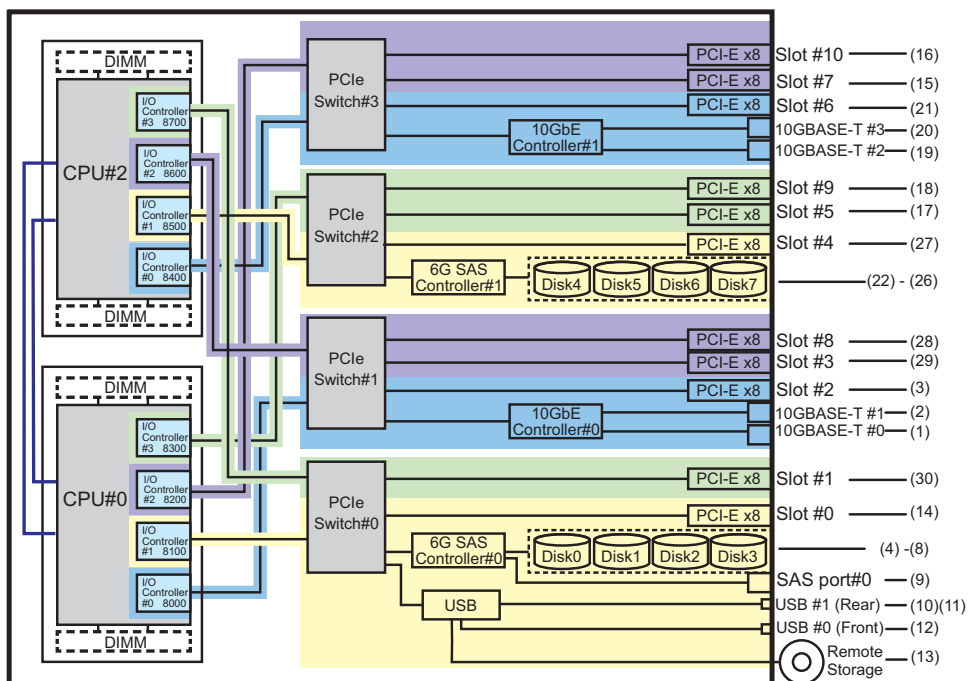 DIMM
CPU#2
I/O
Controller
#3 8700
I/O
Controller
#2 8600
I/O
Controller
#1 8500
I/O
Controller
#0 8400
DIMM
DIMM
CPU#0
I/O
Controller
#3 8300
I/O
Controller
#2 8200
I/O
Controller
#1 8100
I/O
Controller
#0 8000
DIMM
PCIe
Switch#3
PCI-E x8 Slot #10 (16)
PCI-E x8 Slot #7 (15)
PCI-E x8 Slot #6 (21)
10GbE
Controller#1
10GBASE-T #3 (20)
10GBASE-T #2 (19)
PCIe
Switch#2
PCI-E x8 Slot #9 (18)
PCI-E x8 Slot #5 (17)
PCI-E x8 Slot #4 (27)
6G SAS
Controller#1
Disk4 Disk5 Disk6 Disk7 (22) - (26)
PCIe
Switch#1
PCI-E x8 Slot #8 (28)
PCI-E x8 Slot #3 (29)
PCI-E x8 Slot #2 (3)
10GbE
Controller#0
10GBASE-T #1 (2)
10GBASE-T #0 (1)
PCIe
Switch#0
PCI-E x8 Slot #1 (30)
PCI-E x8 Slot #0 (14)
6G SAS
Controller#0
Disk0 Disk1 Disk2 Disk3 (4) -(8)
SAS port#0 (9)
USB
USB #1 (Rear) (10)(11)
USB #0 (Front) (12)
Remote
Storage
(13)